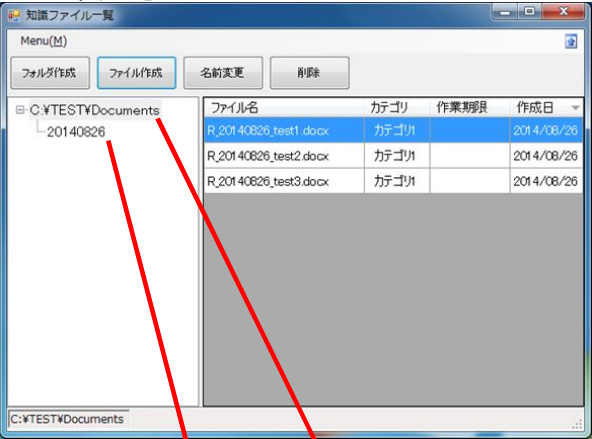 知識ファイル一覧
Menu(M)
フォルダ作成 ファイル作成 名前変更 削除
C:¥TEST¥Documents
20140826
ファイル名 カテゴリ 作業期限 作成日
R_20140826_test1.docx カテゴリ1 2014/08/26
R_20140826_test2.docx カテゴリ1 2014/08/26
R_20140826_test3.docx カテゴリ1 2014/08/26
C:¥TEST¥Documents